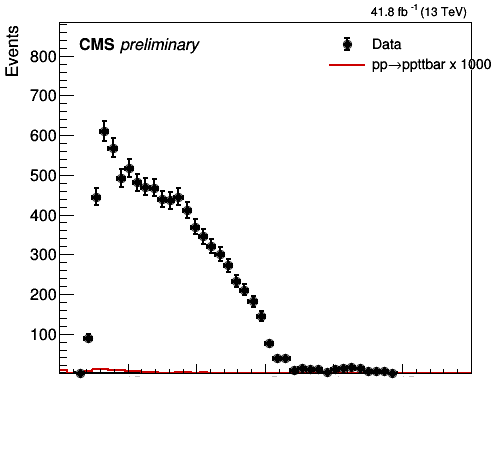 41.8 fb⁻¹ (13 TeV)
Events
CMS preliminary
Data
pp→ppttbar x 1000
800
700
600
500
400
300
200
100